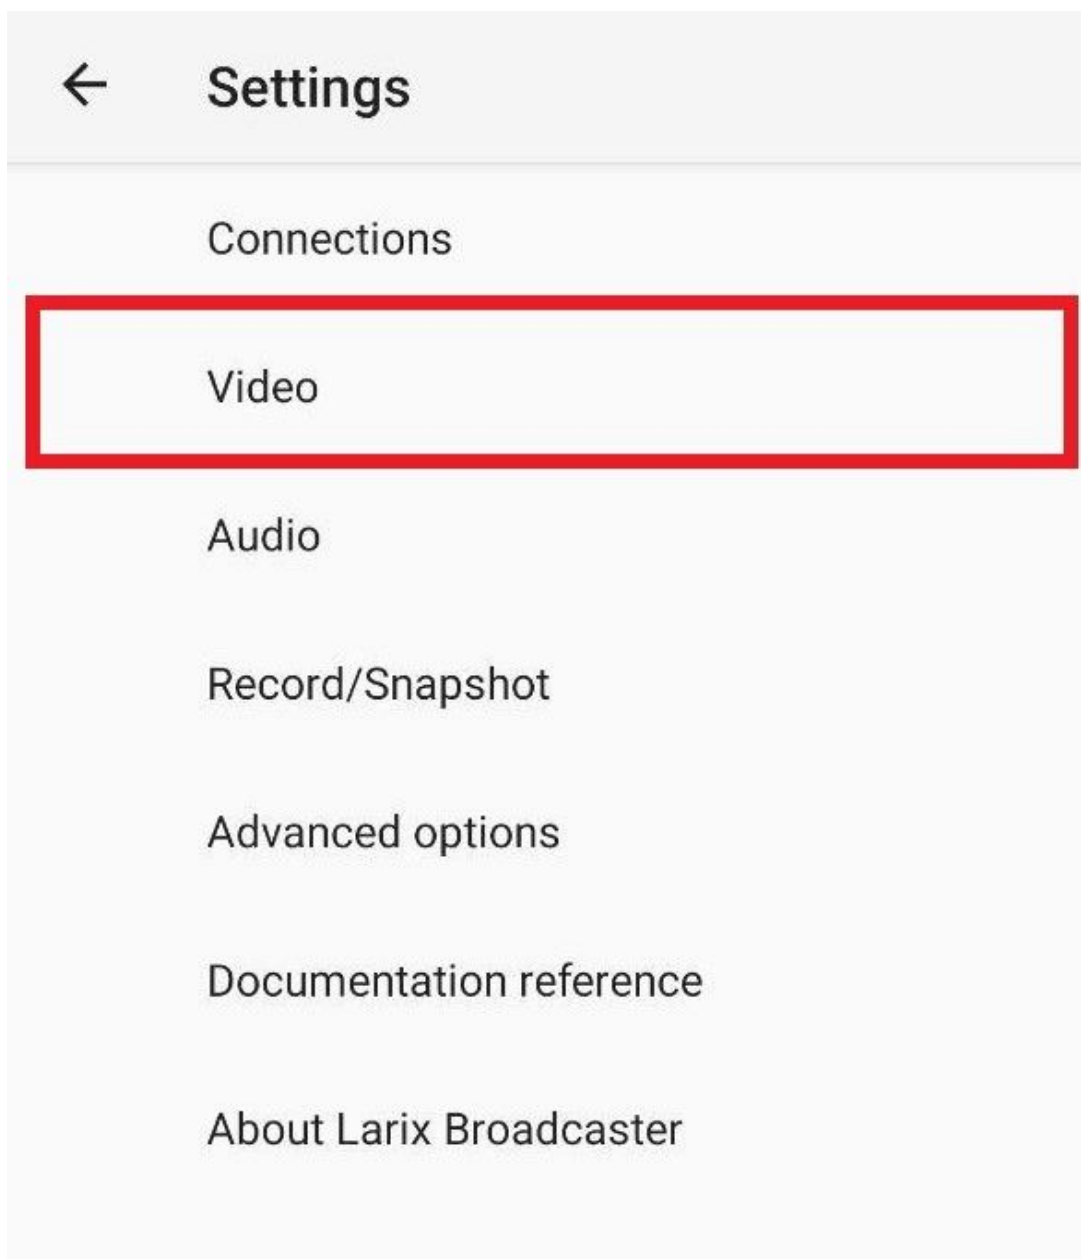 Settings
Connections
Video
Audio
Record/Snapshot
Advanced options
Documentation reference
About Larix Broadcaster